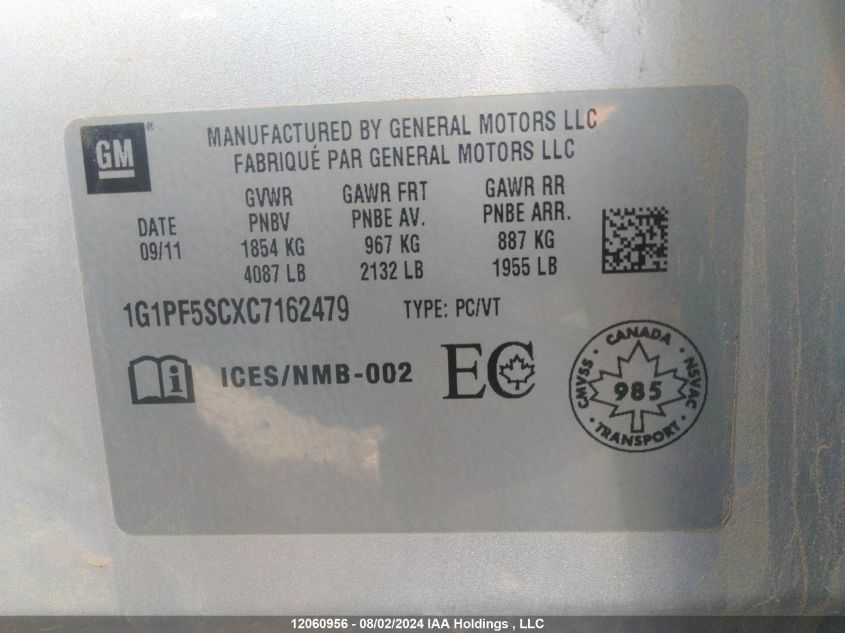 GM ®
MANUFACTURED BY GENERAL MOTORS LLC
FABRIQUÉ PAR GENERAL MOTORS LLC
DATE
09/11
GVWR
PNBV
1854 KG
4087 LB
GAWR FRT
PNBE AV.
967 KG
2132 LB
GAWR RR
PNBE ARR.
887 KG
1955 LB
1G1PF5SCXC7162479 TYPE: PC/VT
i ICES/NMB-002 EC
CANADA
CMVSS 985 NSVAC
TRANSPORT
12060956 - 08/02/2024 IAA Holdings , LLC